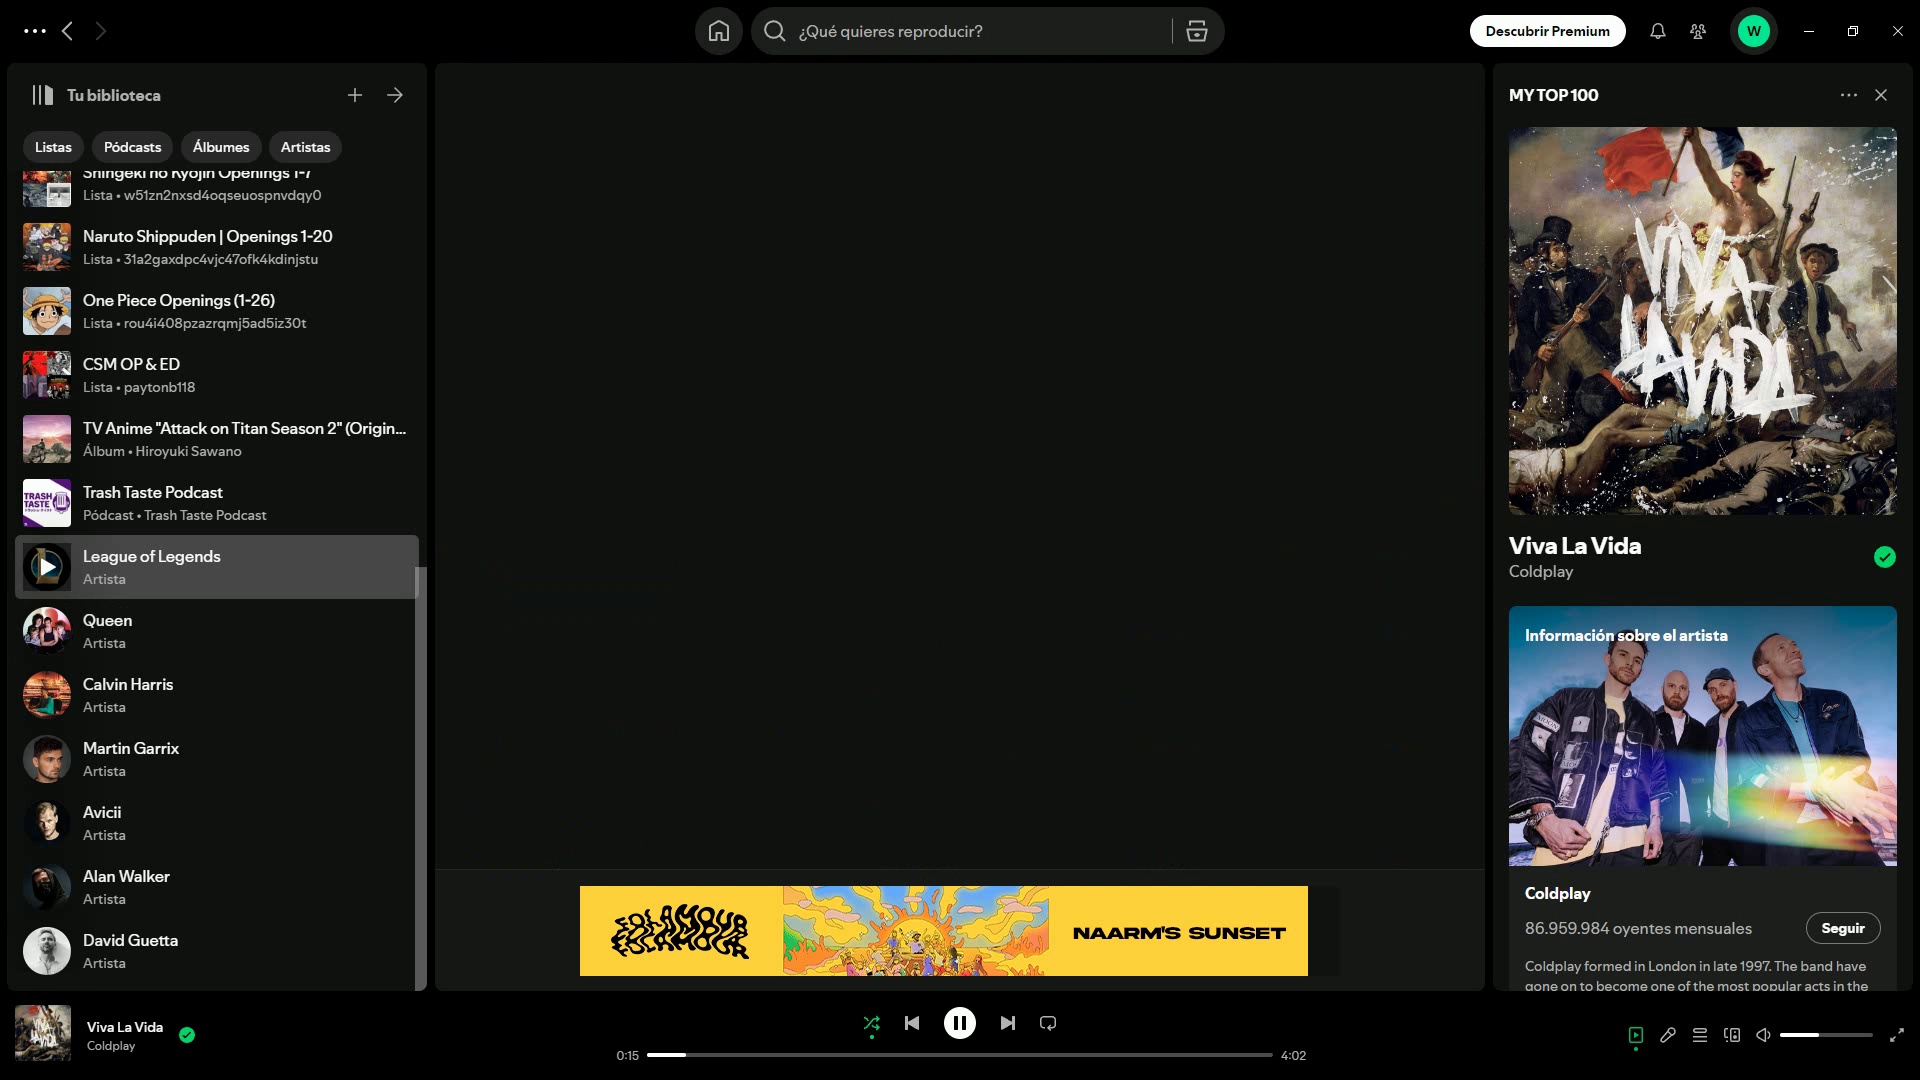 ¿Qué quieres reproducir?
Descubrir Premium
W
Tu biblioteca
Listas
Pódcasts
Álbumes
Artistas
Shingeki no Kyojin Openings 1-7
Lista • w51zn2nxsd4oqseuospnvdqy0
Naruto Shippuden | Openings 1-20
Lista • 31a2gaxdpc4vjc47ofk4kdinjstu
One Piece Openings (1-26)
Lista • rou4i408pzazrqmj5ad5iz30t
CSM OP & ED
Lista • paytonb118
TV Anime "Attack on Titan Season 2" (Origin...
Álbum • Hiroyuki Sawano
TRASH
TASTE
Trash Taste Podcast
Pódcast • Trash Taste Podcast
League of Legends
Artista
Queen
Artista
Calvin Harris
Artista
Martin Garrix
Artista
Avicii
Artista
Alan Walker
Artista
David Guetta
Artista
NAARM'S SUNSET
MY TOP 100
VIVA
LA VIDA
Viva La Vida
Coldplay
Información sobre el artista
Coldplay
86.959.984 oyentes mensuales
Seguir
Coldplay formed in London in late 1997. The band have
gone on to become one of the most popular acts in the
Viva La Vida
Coldplay
0:15
4:02